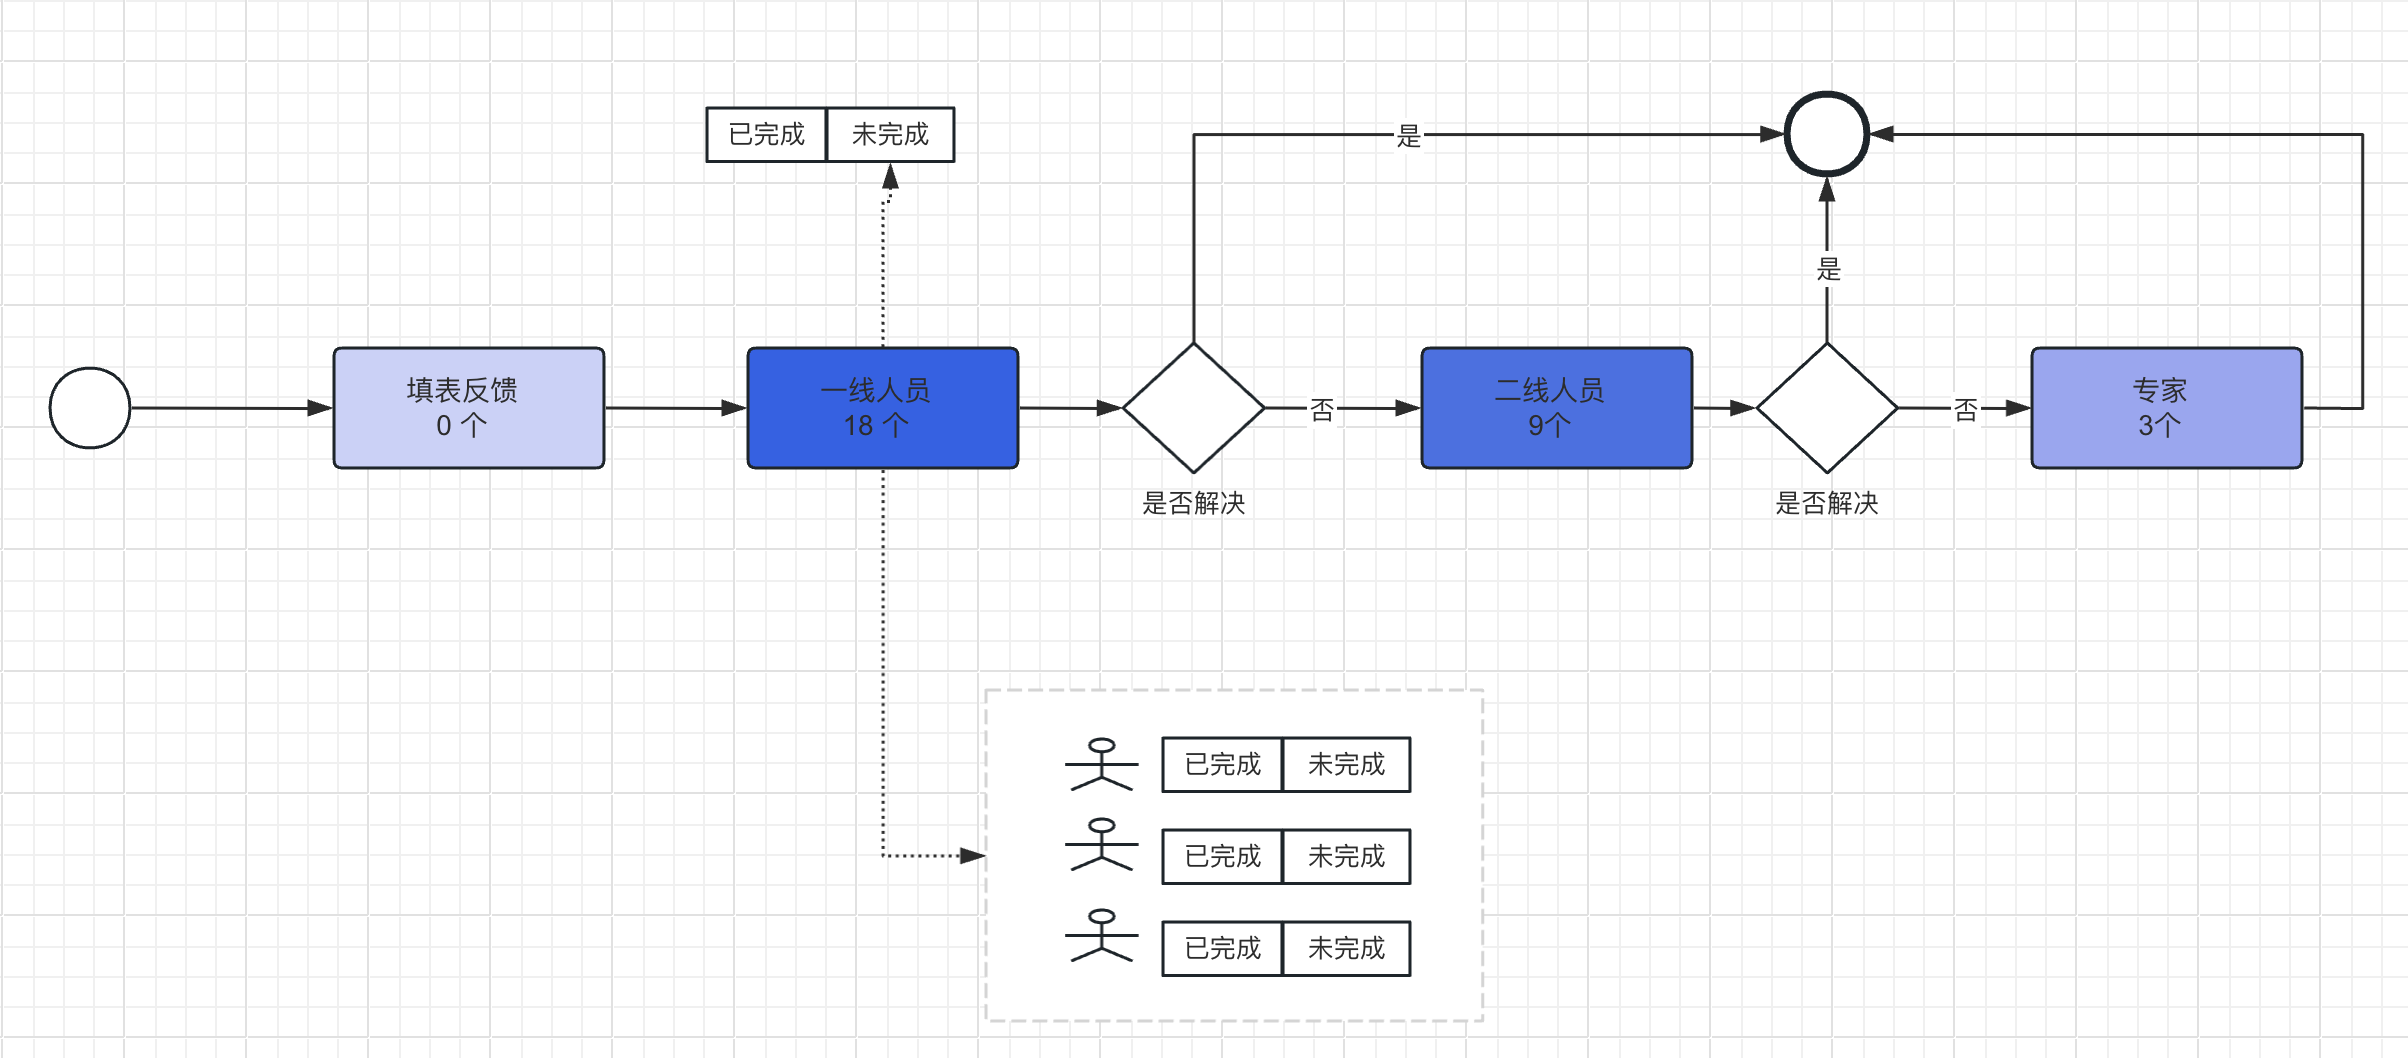 已完成 未完成
是
是
填表反馈
0 个
一线人员
18 个
否
二线人员
9个
否
专家
3个
是否解决
是否解决
已完成 未完成
已完成 未完成
已完成 未完成